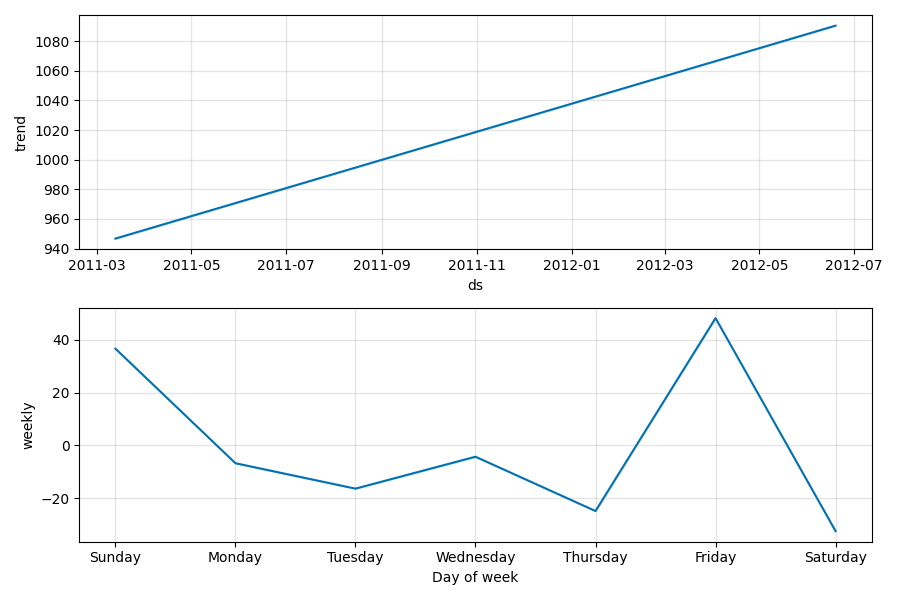 1080
1060
1040
1020
1000
980
960
940
trend
2011-03 2011-05 2011-07 2011-09 2011-11 2012-01 2012-03 2012-05 2012-07
ds
40
20
0
−20
weekly
Sunday Monday Tuesday Wednesday Thursday Friday Saturday
Day of week